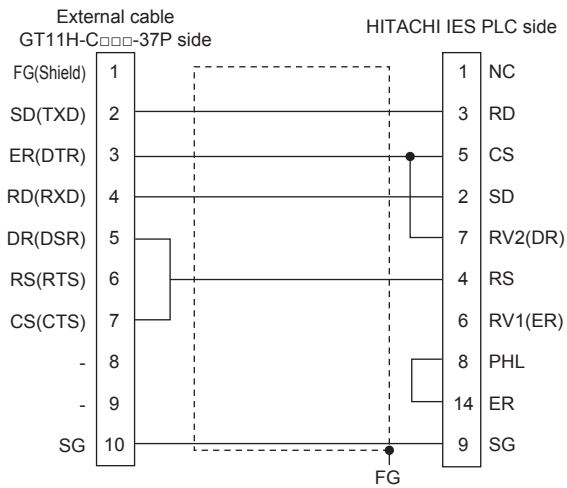 External cable
GT11H-C□□□-37P side
HITACHI IES PLC side
FG(Shield) 1 1 NC
SD(TXD) 2 3 RD
ER(DTR) 3 5 CS
RD(RXD) 4 2 SD
DR(DSR) 5 7 RV2(DR)
RS(RTS) 6 4 RS
CS(CTS) 7 6 RV1(ER)
- 8 8 PHL
- 9 14 ER
SG 10 9 SG
FG